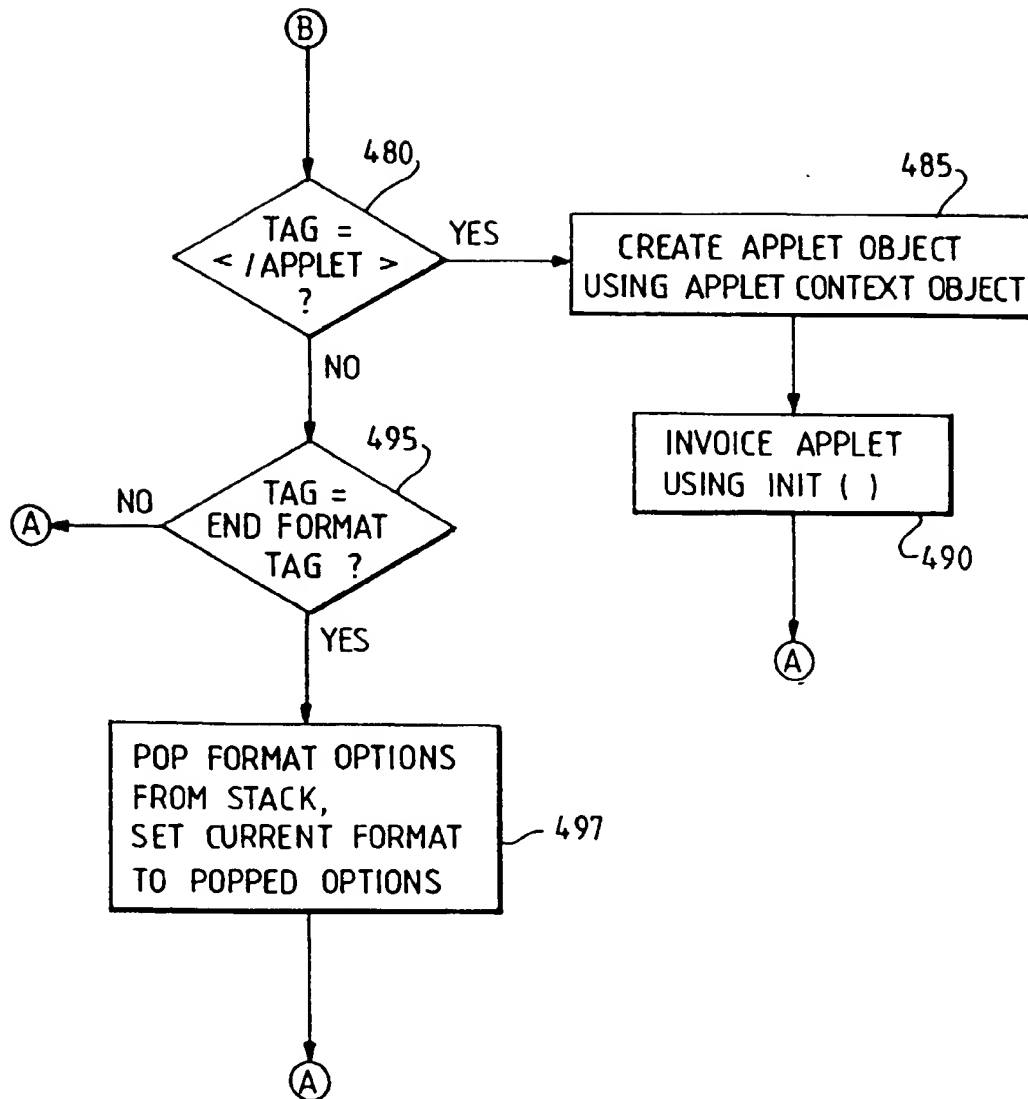 B
480
TAG =
< /APPLET >
?
YES
485
CREATE APPLET OBJECT
USING APPLET CONTEXT OBJECT
NO
INVOICE APPLET
USING INIT ( )
490
A
495
TAG =
END FORMAT
TAG ?
NO
A
YES
POP FORMAT OPTIONS
FROM STACK,
SET CURRENT FORMAT
TO POPPED OPTIONS
497
A